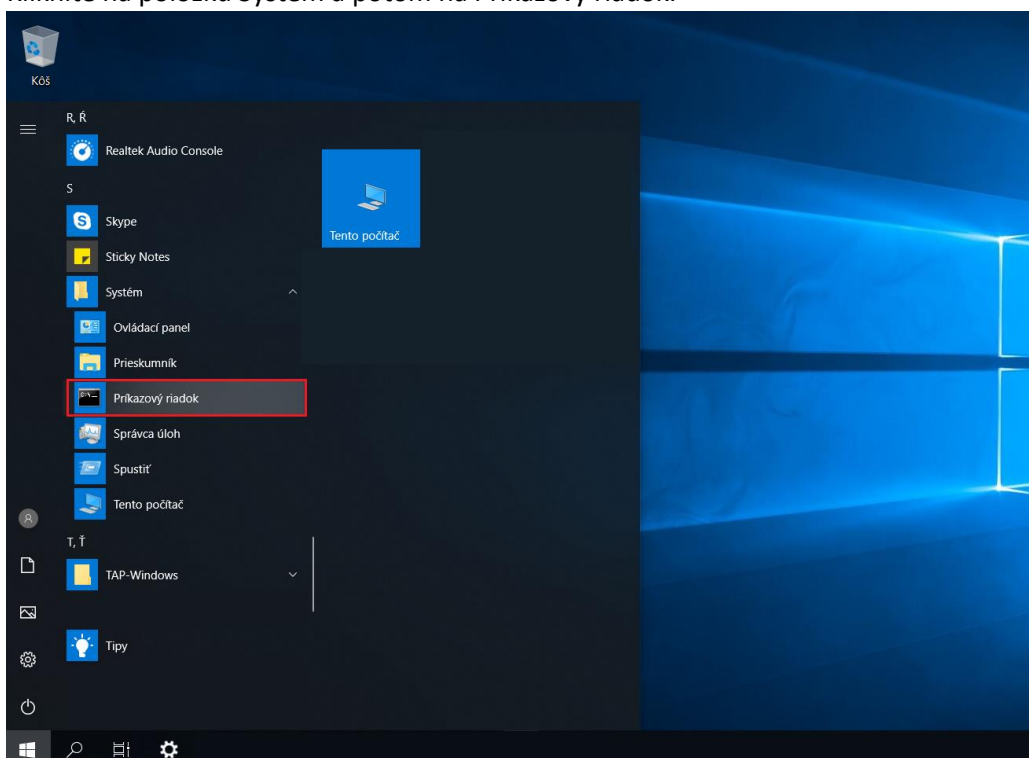 Kliknite na položka Systém a potom na Príkazový riadok.
Kôš
R, Ŕ
Realtek Audio Console
S
Skype
Tento počítač
Sticky Notes
Systém
Ovládací panel
Prieskumník
Príkazový riadok
Správca úloh
Spustiť
Tento počítač
T, Ť
TAP-Windows
Tipy